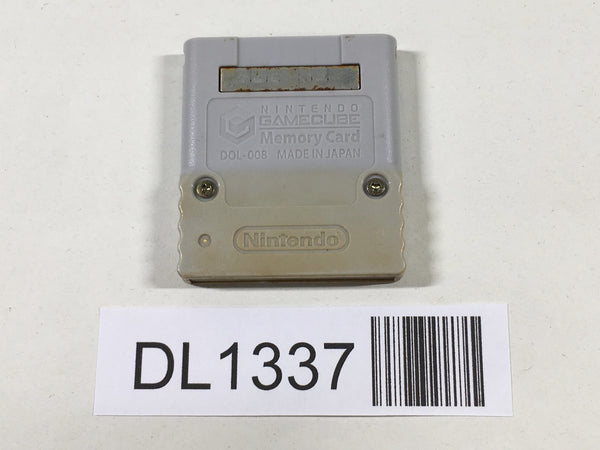 NINTENDO
GAMECUBE
Memory Card
DOL-008 MADE IN JAPAN
Nintendo
DL1337